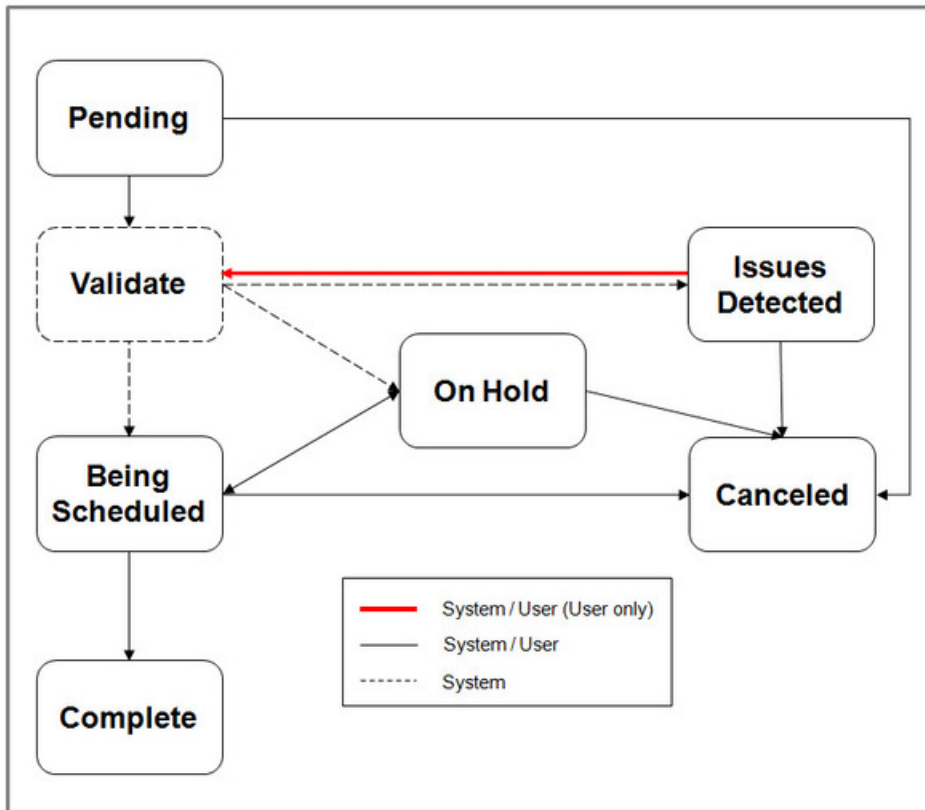 Pending
Validate
Issues
Detected
On Hold
Being
Scheduled
Canceled
System / User (User only)
System / User
System
Complete